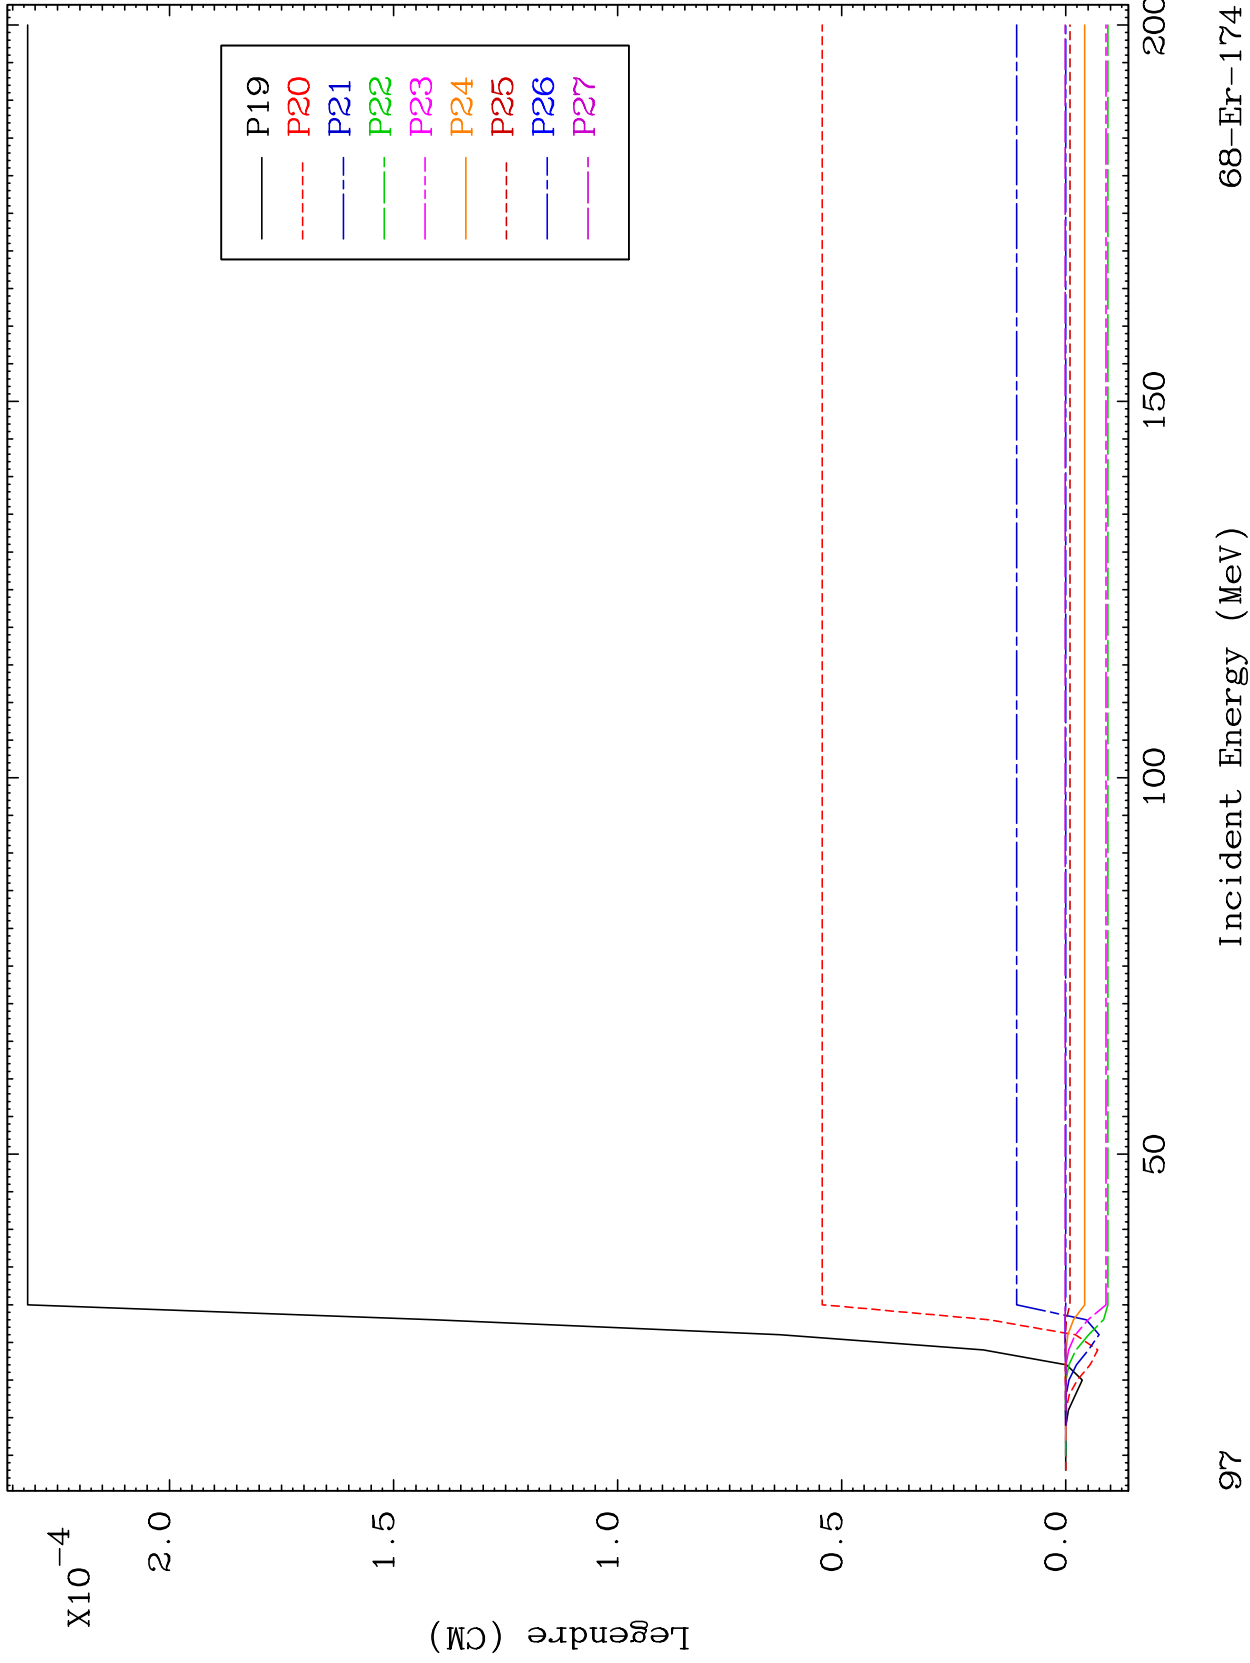 X10⁻⁴
Legendre (CM)
2.0
1.5
1.0
0.5
0.0
P19
P20
P21
P22
P23
P24
P25
P26
P27
50
100
150
200
Incident Energy (MeV)
97
68-Er-174